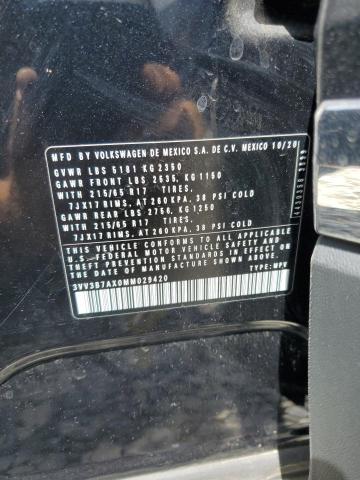 MFD BY VOLKSWAGEN DE MEXICO S.A. DE C.V. MEXICO 10/20
GVWR LBS 5181 KG 2350
GAWR FRONT LBS 2535, KG 1150
WITH 215/65 R17 TIRES.
7JX17 RIMS, AT 260 KPA, 38 PSI COLD
GAWR REAR LBS 2756, KG 1250
WITH 215/65 R17 TIRES.
7JX17 RIMS, AT 260 KPA, 38 PSI COLD
THIS VEHICLE CONFORMS TO ALL APPLICABLE
U.S. FEDERAL MOTOR VEHICLE SAFETY AND
THEFT PREVENTION STANDARDS IN EFFECT ON
THE DATE OF MANUFACTURE SHOWN ABOVE.
3VV3B7AX0MM029420 TYPE: MPV